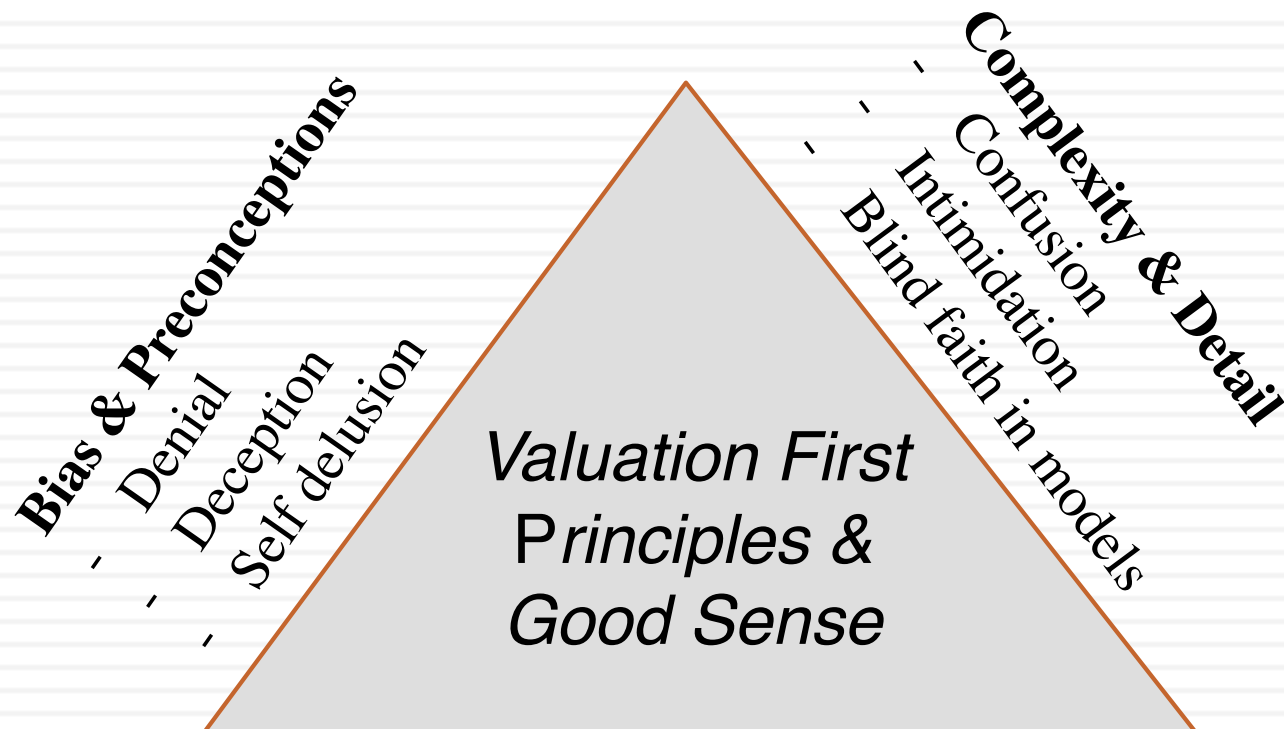 Bias & Preconceptions
- Denial
- Deception
- Self delusion
Complexity & Detail
- Confusion
- Intimidation
- Blind faith in models
Valuation First
Principles &
Good Sense